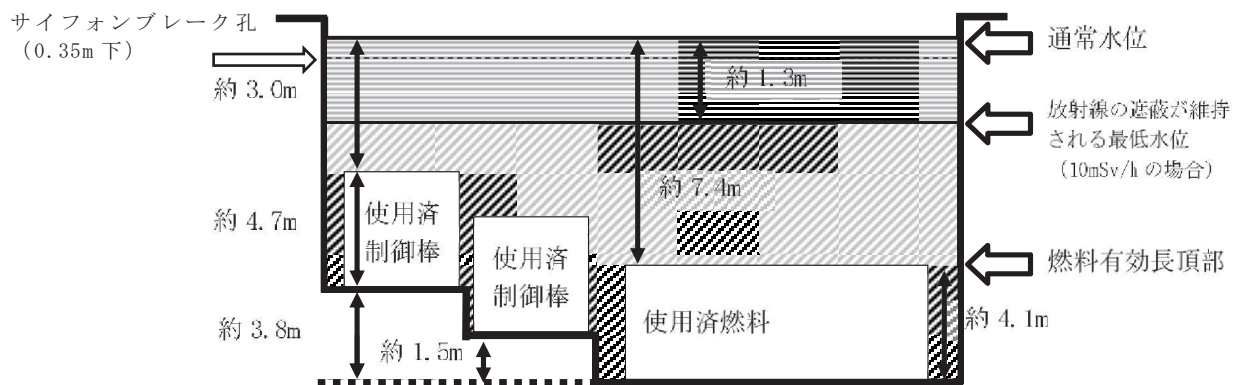 サイフォンブレーク孔
（0.35m 下）
通常水位
約 3.0m
約 1.3m
放射線の遮蔽が維持
される最低水位
（10mSv/h の場合）
約 7.4m
約 4.7m
使用済
制御棒
使用済
制御棒
燃料有効長頂部
使用済燃料
約 4.1m
約 3.8m
約 1.5m